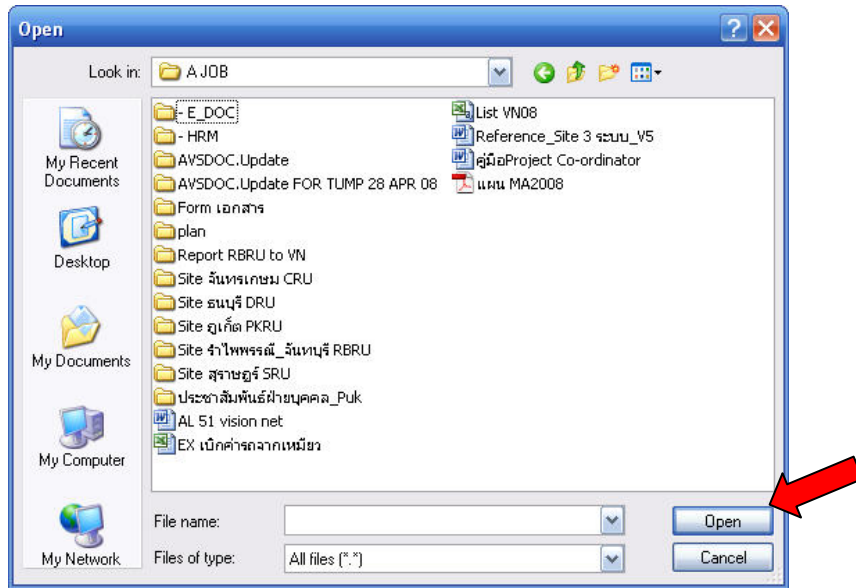 Open
Look in:
A JOB
My Recent
Documents
Desktop
My Documents
My Computer
My Network
- E_DOC
- HRM
AVSDOC.Update
AVSDOC.Update FOR TUMP 28 APR 08
Form เอกสาร
plan
Report RBRU to VN
Site จันทรเกษม CRU
Site ธนบุรี DRU
Site ภูเก็ต PKRU
Site รำไพพรรณี_จันทบุรี RBRU
Site สุราษฎร์ SRU
ประชาสัมพันธ์ฝ่ายบุคคล_Puk
AL 51 vision net
EX เบิกค่ารถจากเหมียว
List VN08
Reference_Site 3 ระบบ_V5
คู่มือProject Co-ordinator
แผน MA2008
File name:
Open
Files of type:
All files (*.*)
Cancel